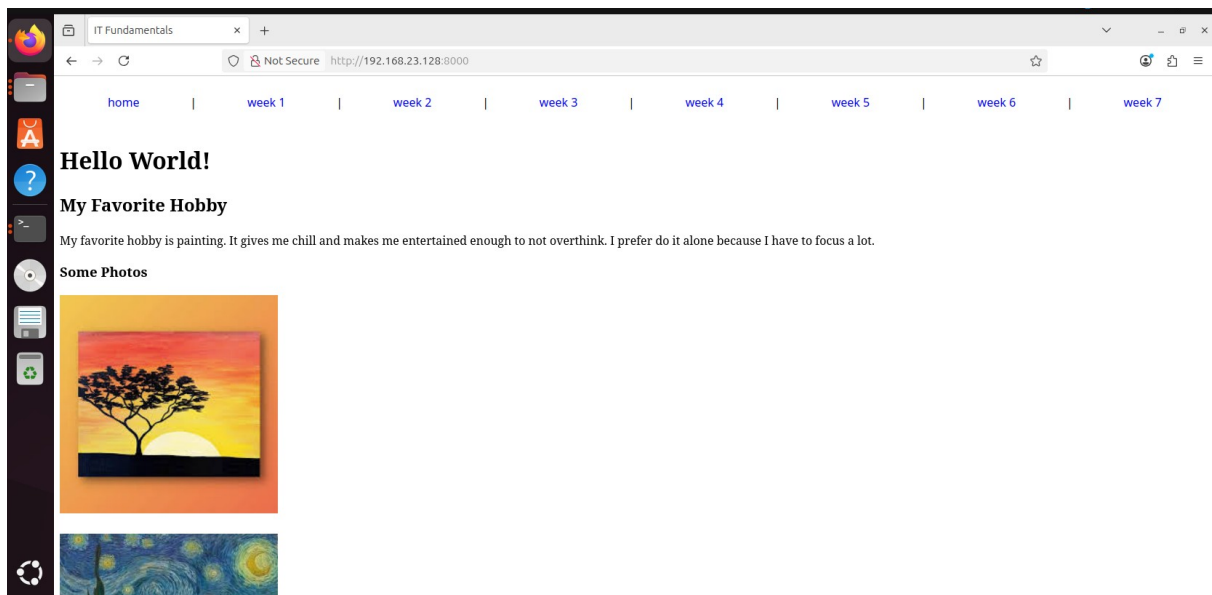 IT Fundamentals
Not Secure http://192.168.23.128:8000
home | week 1 | week 2 | week 3 | week 4 | week 5 | week 6 | week 7
Hello World!
My Favorite Hobby
My favorite hobby is painting. It gives me chill and makes me entertained enough to not overthink. I prefer do it alone because I have to focus a lot.
Some Photos